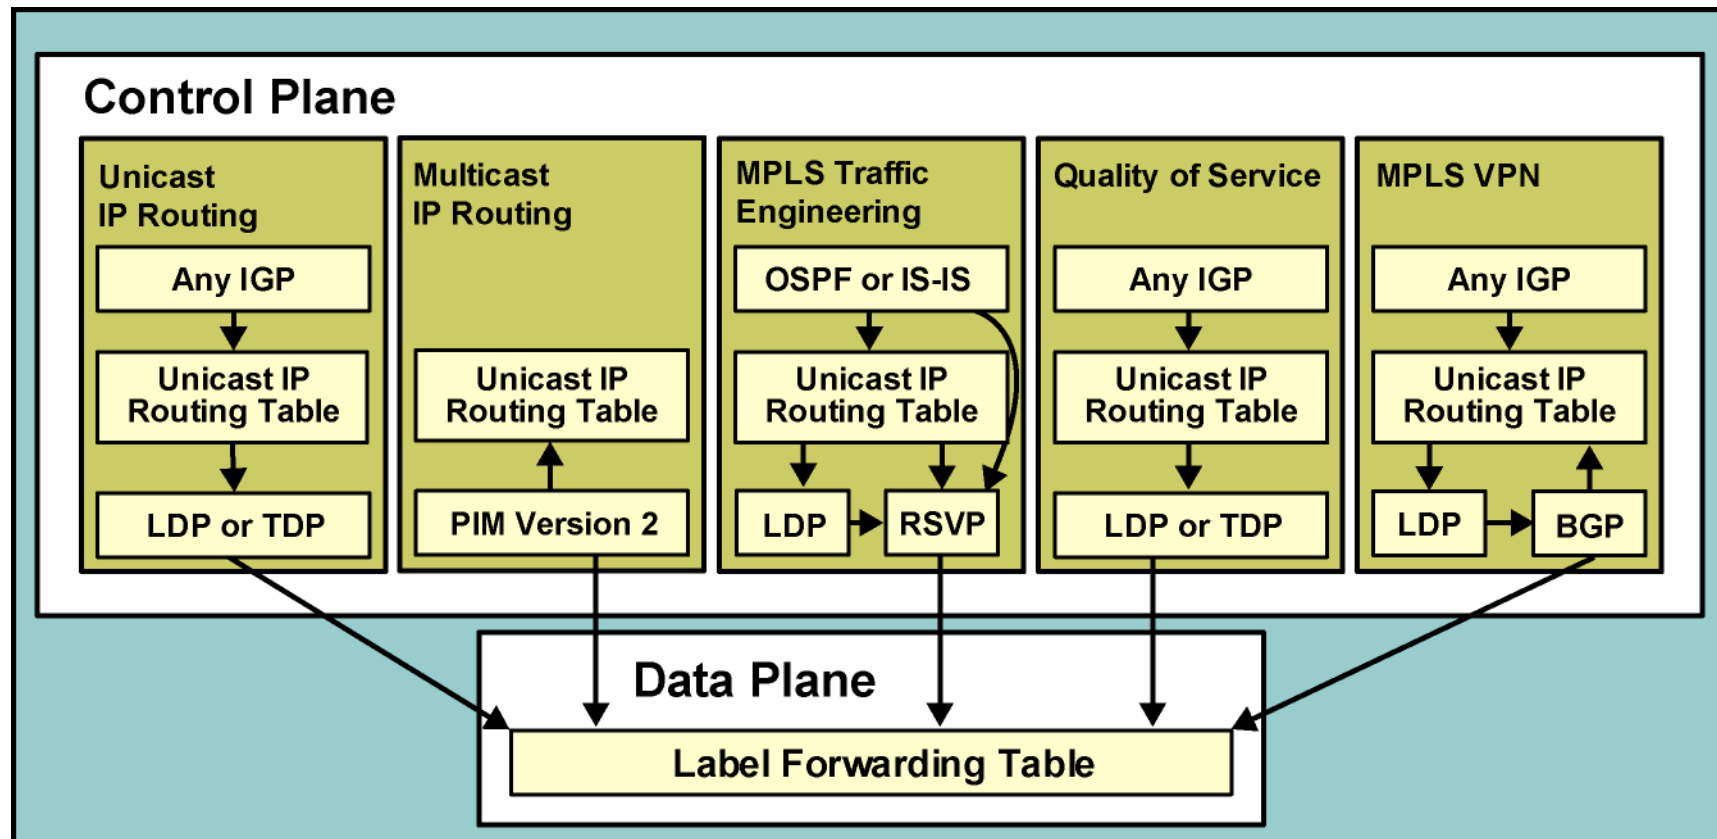 Control Plane
Unicast
IP Routing
Any IGP
Unicast IP
Routing Table
LDP or TDP
Multicast
IP Routing
Unicast IP
Routing Table
PIM Version 2
MPLS Traffic
Engineering
OSPF or IS-IS
Unicast IP
Routing Table
LDP
RSVP
Quality of Service
Any IGP
Unicast IP
Routing Table
LDP or TDP
MPLS VPN
Any IGP
Unicast IP
Routing Table
LDP
BGP
Data Plane
Label Forwarding Table